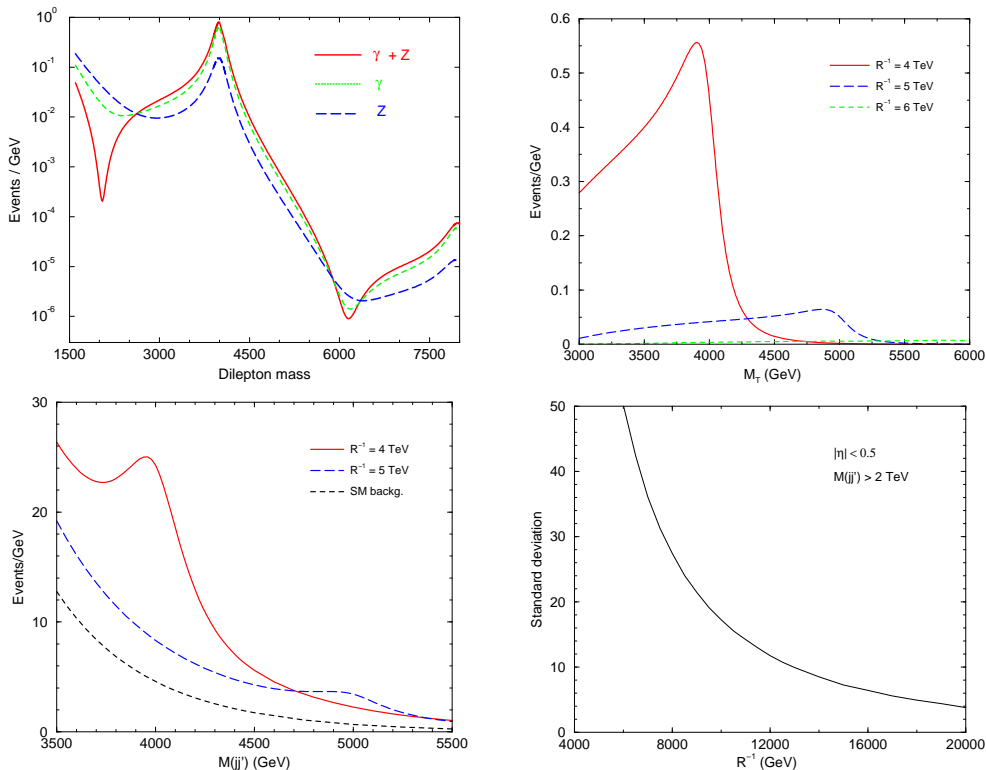 10^0
10^-1
10^-2
10^-3
10^-4
10^-5
10^-6
Events / GeV
γ + Z
γ
Z
1500 3000 4500 6000 7500
Dilepton mass
0.6
0.5
0.4
0.3
0.2
0.1
0
Events/GeV
R^-1 = 4 TeV
R^-1 = 5 TeV
R^-1 = 6 TeV
3000 3500 4000 4500 5000 5500 6000
M_T (GeV)
30
20
10
0
Events/GeV
R^-1 = 4 TeV
R^-1 = 5 TeV
SM backg.
3500 4000 4500 5000 5500
M(jj') (GeV)
50
40
30
20
10
0
Standard deviation
|η| < 0.5
M(jj') > 2 TeV
4000 8000 12000 16000 20000
R^-1 (GeV)